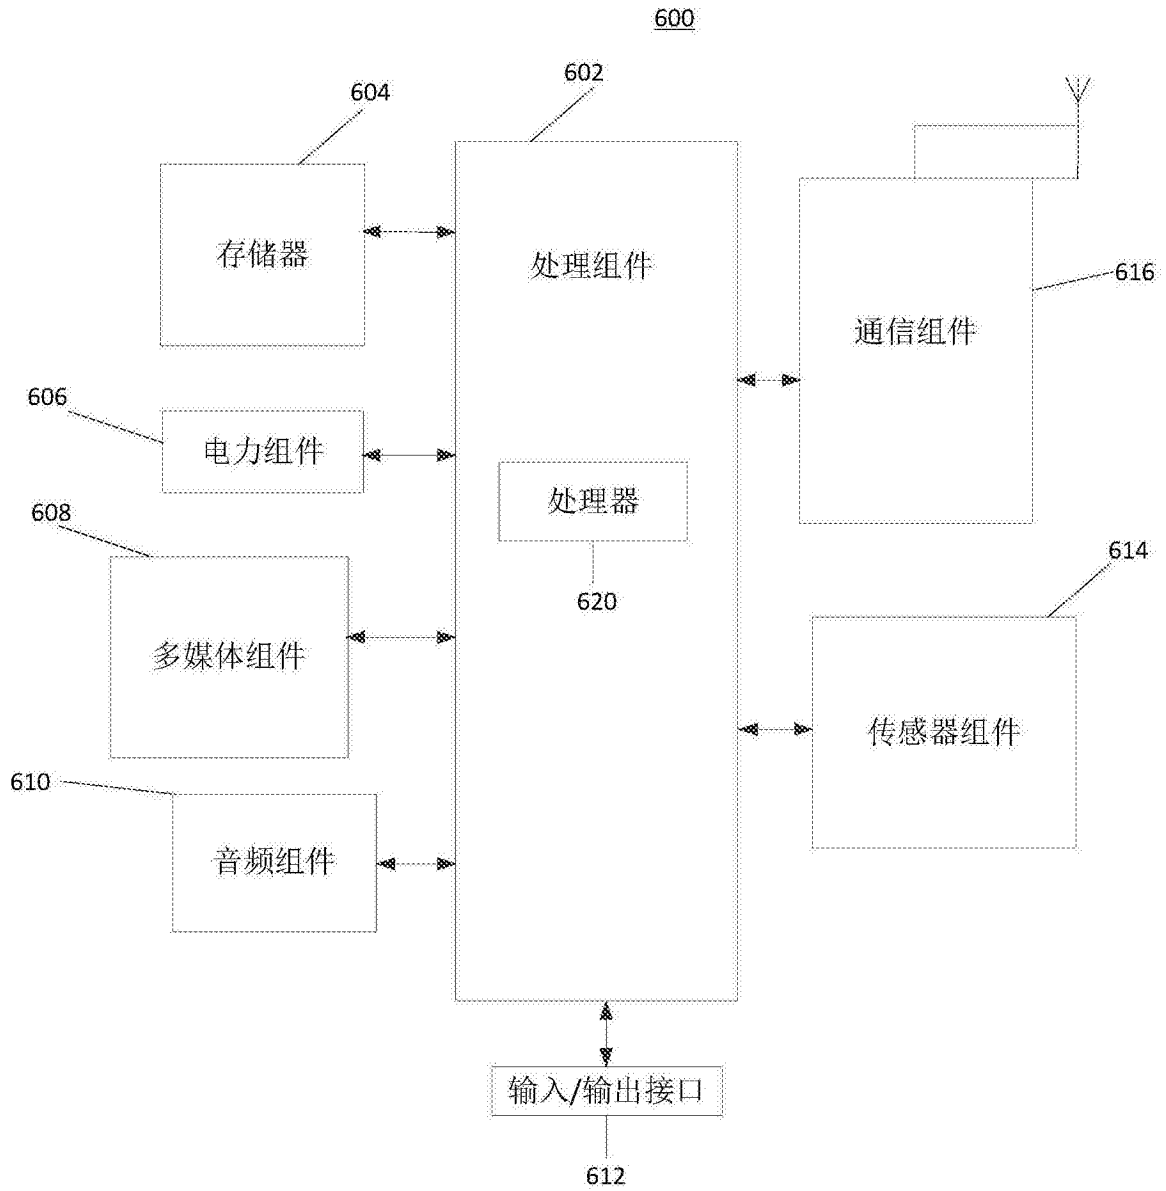 600
602
604
存储器
处理组件
616
通信组件
606
电力组件
处理器
608
620
614
多媒体组件
传感器组件
610
音频组件
输入/输出接口
612